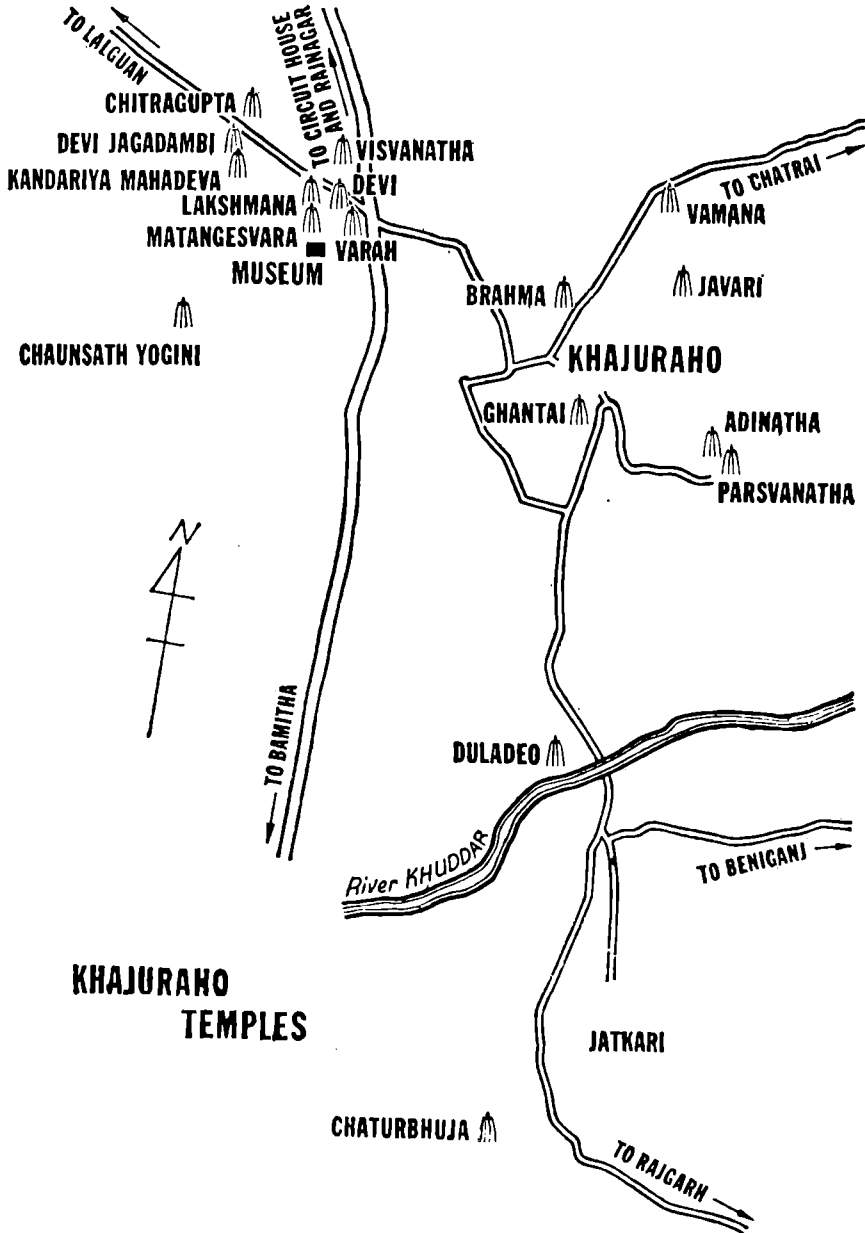 TO LALGUAN
TO CIRCUIT HOUSE
AND RAJNAGAR
CHITRAGUPTA
DEVI JAGADAMBI
VISVANATHA
KANDARIYA MAHADEVA
DEVI
LAKSHMANA
TO CHATRAI
VAMANA
MATANGESVARA
VARAH
MUSEUM
BRAHMA
JAVARI
CHAUNSATH YOGINI
KHAJURAHO
GHANTAI
ADINATHA
PARSVANATHA
N
TO BAMITHA
DULADEO
River KHUDDAR
TO BENIGANJ
KHAJURAHO
TEMPLES
JATKARI
CHATURBHUJA
TO RAJGARH